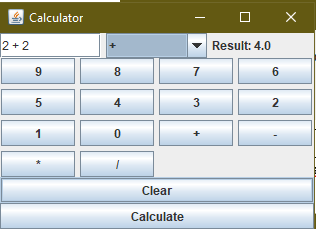 Calculator
2 + 2 + Result: 4.0
9 8 7 6
5 4 3 2
1 0 + -
* /
Clear
Calculate